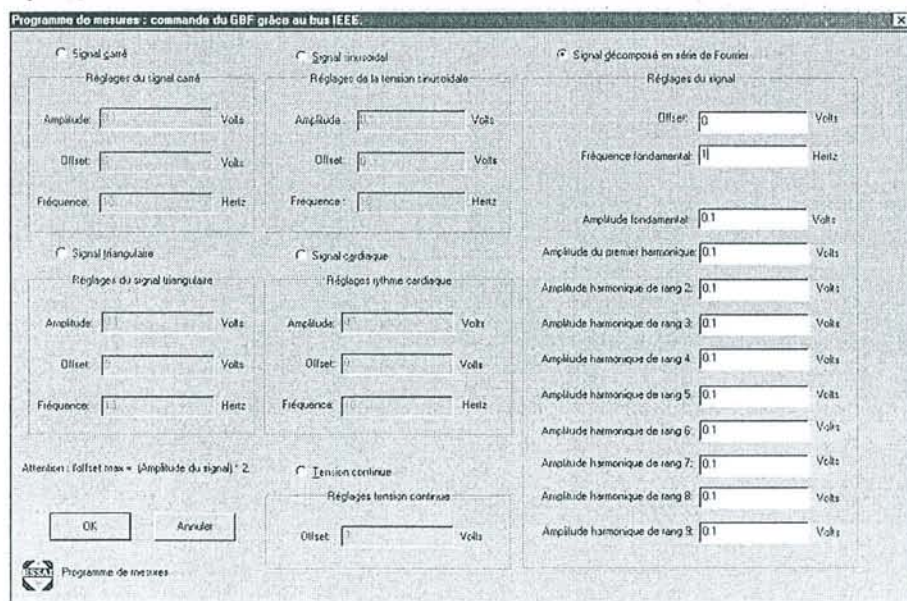 Programme de mesures : commande du GBF grâce au bus IEEE.
Signal carré
Réglages du signal carré
Amplitude: Volts
Offset: Volts
Fréquence: Hertz
Signal sinusoïdal
Réglages de la tension sinusoïdale
Amplitude : Volts
Offset: Volts
Fréquence : Hertz
Signal décomposé en série de Fourrier
Réglages du signal
Offset: 0 Volts
Fréquence fondamental: 1 Hertz
Amplitude fondamental: 0.1 Volts
Amplitude du premier harmonique: 0.1 Volts
Amplitude harmonique de rang 2: 0.1 Volts
Amplitude harmonique de rang 3: 0.1 Volts
Amplitude harmonique de rang 4: 0.1 Volts
Amplitude harmonique de rang 5: 0.1 Volts
Amplitude harmonique de rang 6: 0.1 Volts
Amplitude harmonique de rang 7: 0.1 Volts
Amplitude harmonique de rang 8: 0.1 Volts
Amplitude harmonique de rang 9: 0.1 Volts
Signal triangulaire
Réglages du signal triangulaire
Amplitude: Volts
Offset: Volts
Fréquence: Hertz
Signal cardiaque
Réglages rythme cardiaque
Amplitude: Volts
Offset: Volts
Fréquence: Hertz
Attention : l'offset max = (Amplitude du signal) * 2.
Tension continue
Réglages tension continue
Offset: Volts
OK
Annuler
ESSAI
Programme de mesures